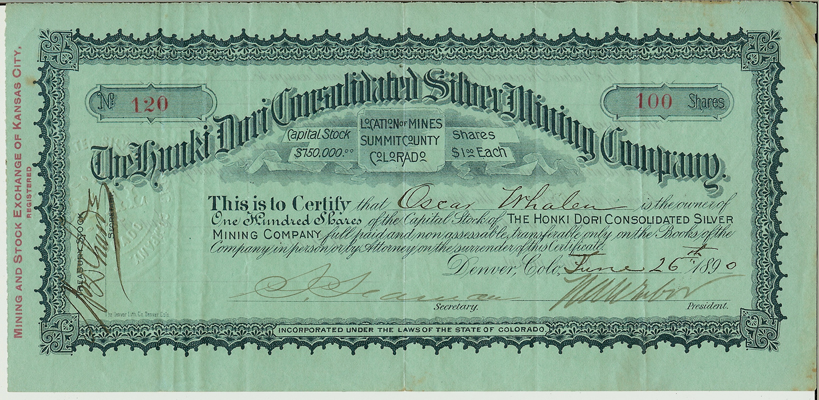 MINING AND STOCK EXCHANGE OF KANSAS CITY.
REGISTERED
No 120
100 Shares
The Hunki Dori Consolidated Silver Mining Company.
Capital Stock $750.000.00
LOCATION OF MINES SUMMIT COUNTY COLORADO
Shares $1.00 Each
This is to Certify that Oscar Whalen is the owner of
One Hundred Shares of the Capital Stock of THE HONKI DORI CONSOLIDATED SILVER
MINING COMPANY full paid and non assessable, transferable only on the Books of the
Company in person or by Attorney on the surrender of this Certificate.
Denver, Colo, June 26th 1890
Secretary.
President.
INCORPORATED UNDER THE LAWS OF THE STATE OF COLORADO.